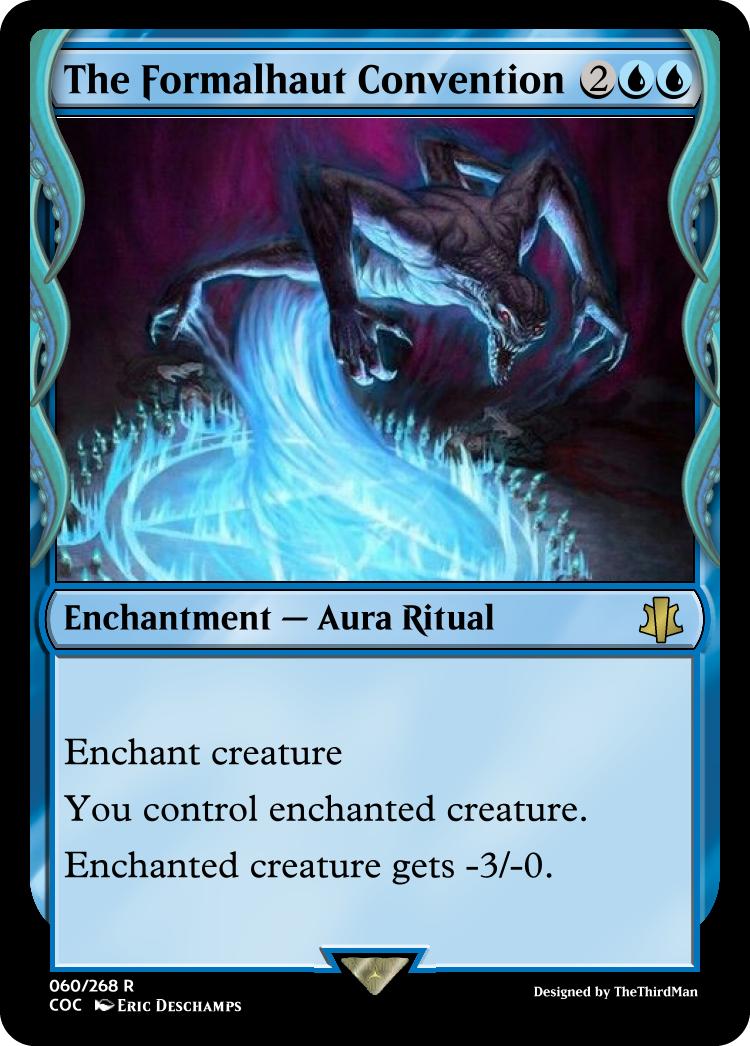 The Formalhaut Convention 2
Enchantment — Aura Ritual
Enchant creature
You control enchanted creature.
Enchanted creature gets -3/-0.
060/268 R
COC Eric Deschamps
Designed by TheThirdMan